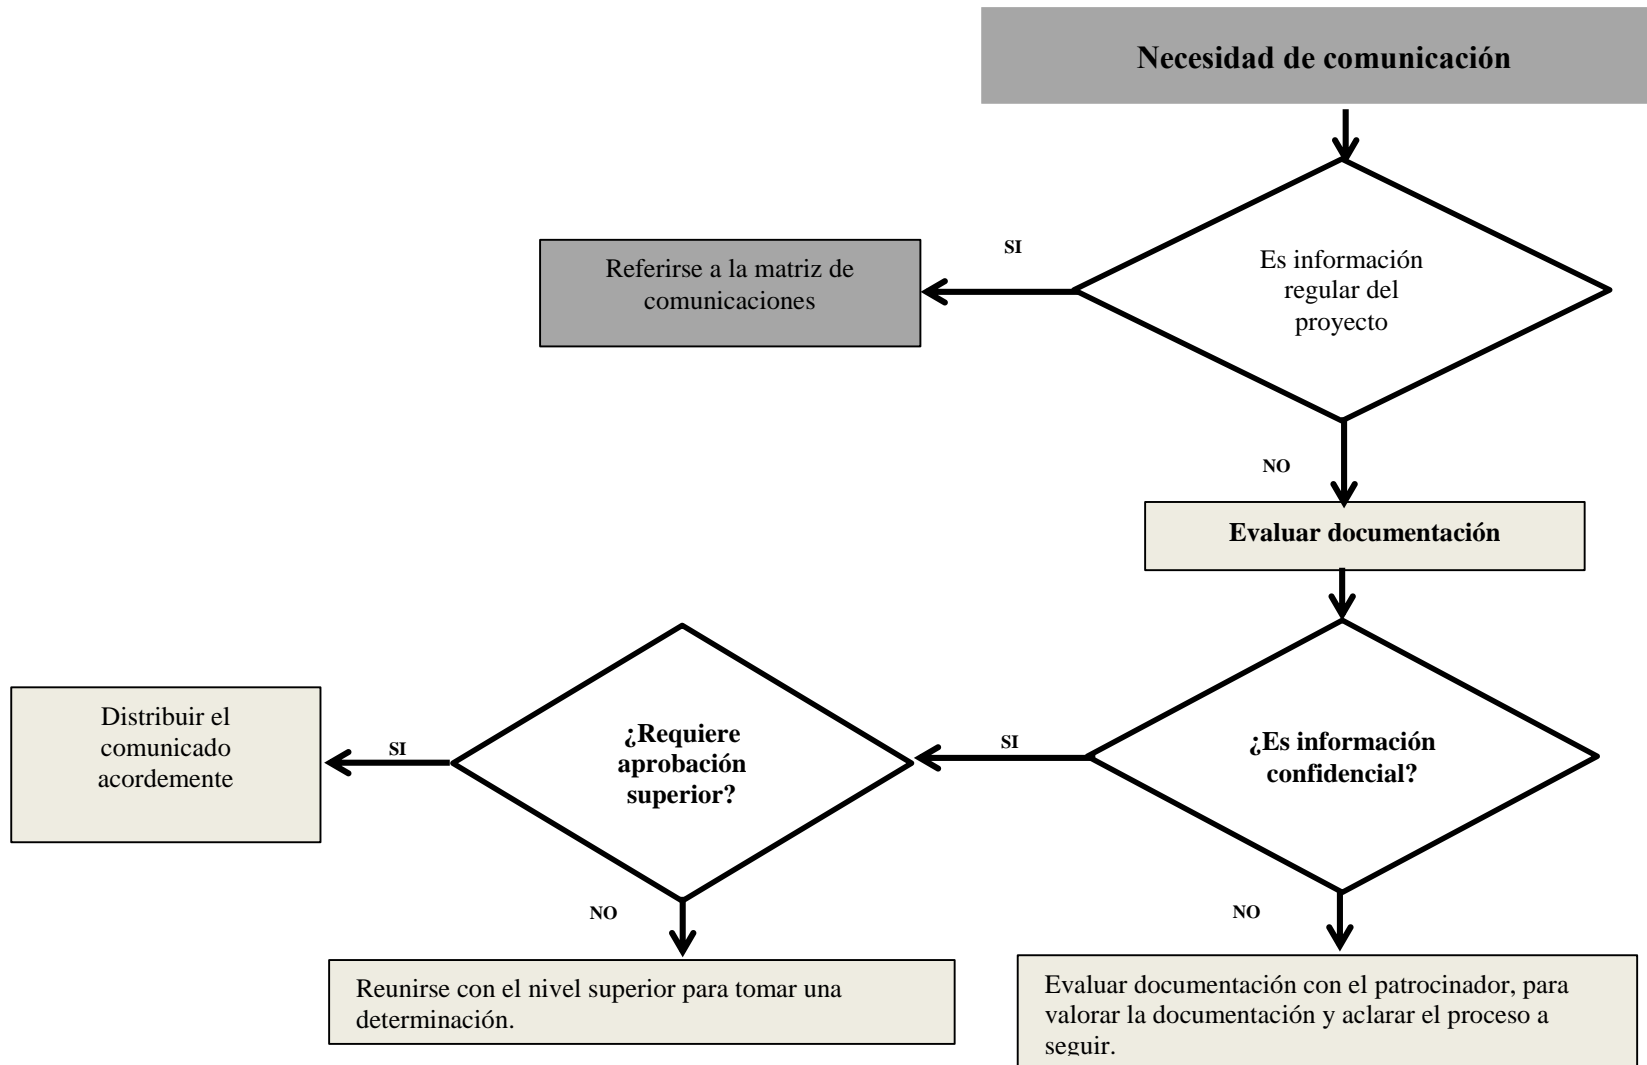 Necesidad de comunicación
SI
Es información
regular del
proyecto
Referirse a la matriz de
comunicaciones
NO
Evaluar documentación
¿Es información
confidencial?
SI
¿Requiere
aprobación
superior?
SI
Distribuir el
comunicado
acordemente
NO
Reunirse con el nivel superior para tomar una
determinación.
NO
Evaluar documentación con el patrocinador, para
valorar la documentación y aclarar el proceso a
seguir.